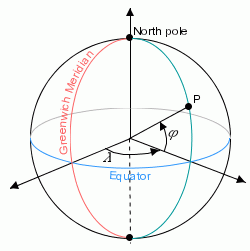 North pole
Greenwich Meridian
P
φ
λ
Equator